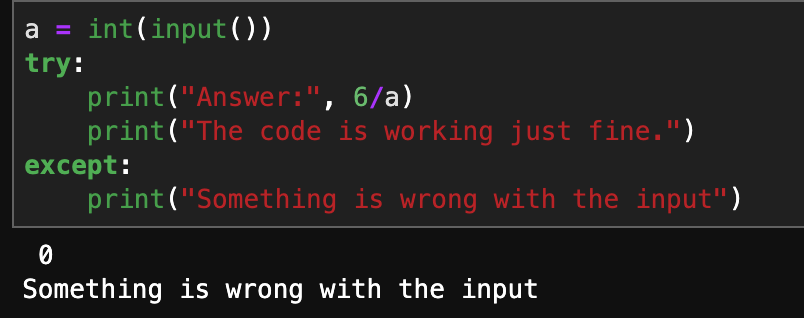 a = int(input())
try:
    print("Answer:", 6/a)
    print("The code is working just fine.")
except:
    print("Something is wrong with the input")
0
Something is wrong with the input